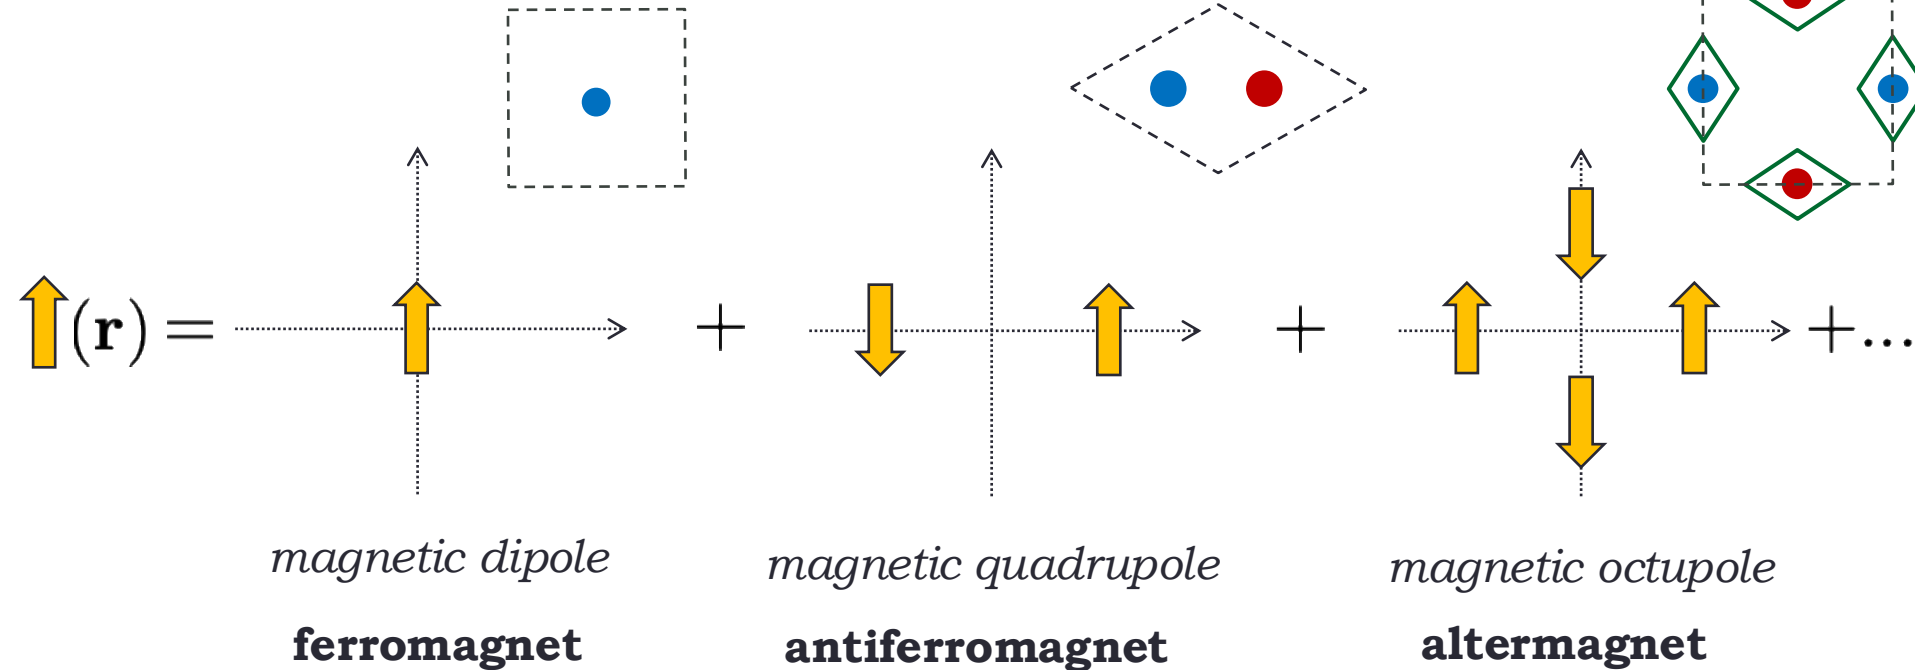 (r) = + + +...
magnetic dipole magnetic quadrupole magnetic octupole
ferromagnet antiferromagnet altermagnet